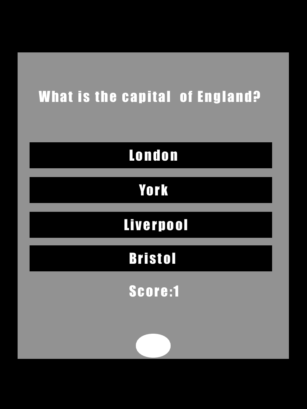 What is the capital of England?
London
York
Liverpool
Bristol
Score:1